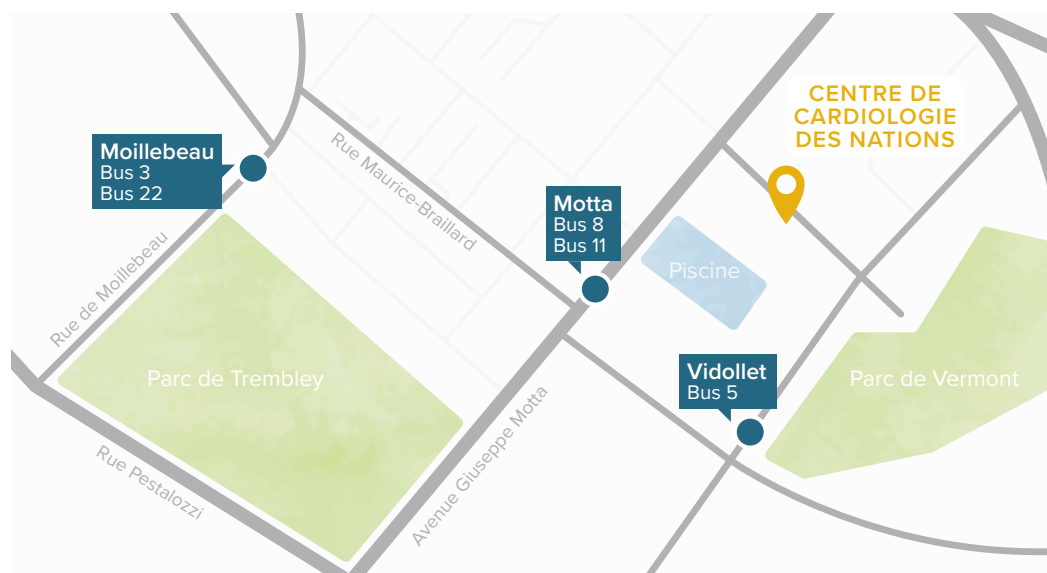 CENTRE DE
CARDIOLOGIE
DES NATIONS
Moillebeau
Bus 3
Bus 22
Rue Maurice-Braillard
Motta
Bus 8
Bus 11
Rue de Moillebeau
Piscine
Parc de Trembley
Vidollet
Bus 5
Parc de Vermont
Avenue Giuseppe Motta
Rue Pestalozzi